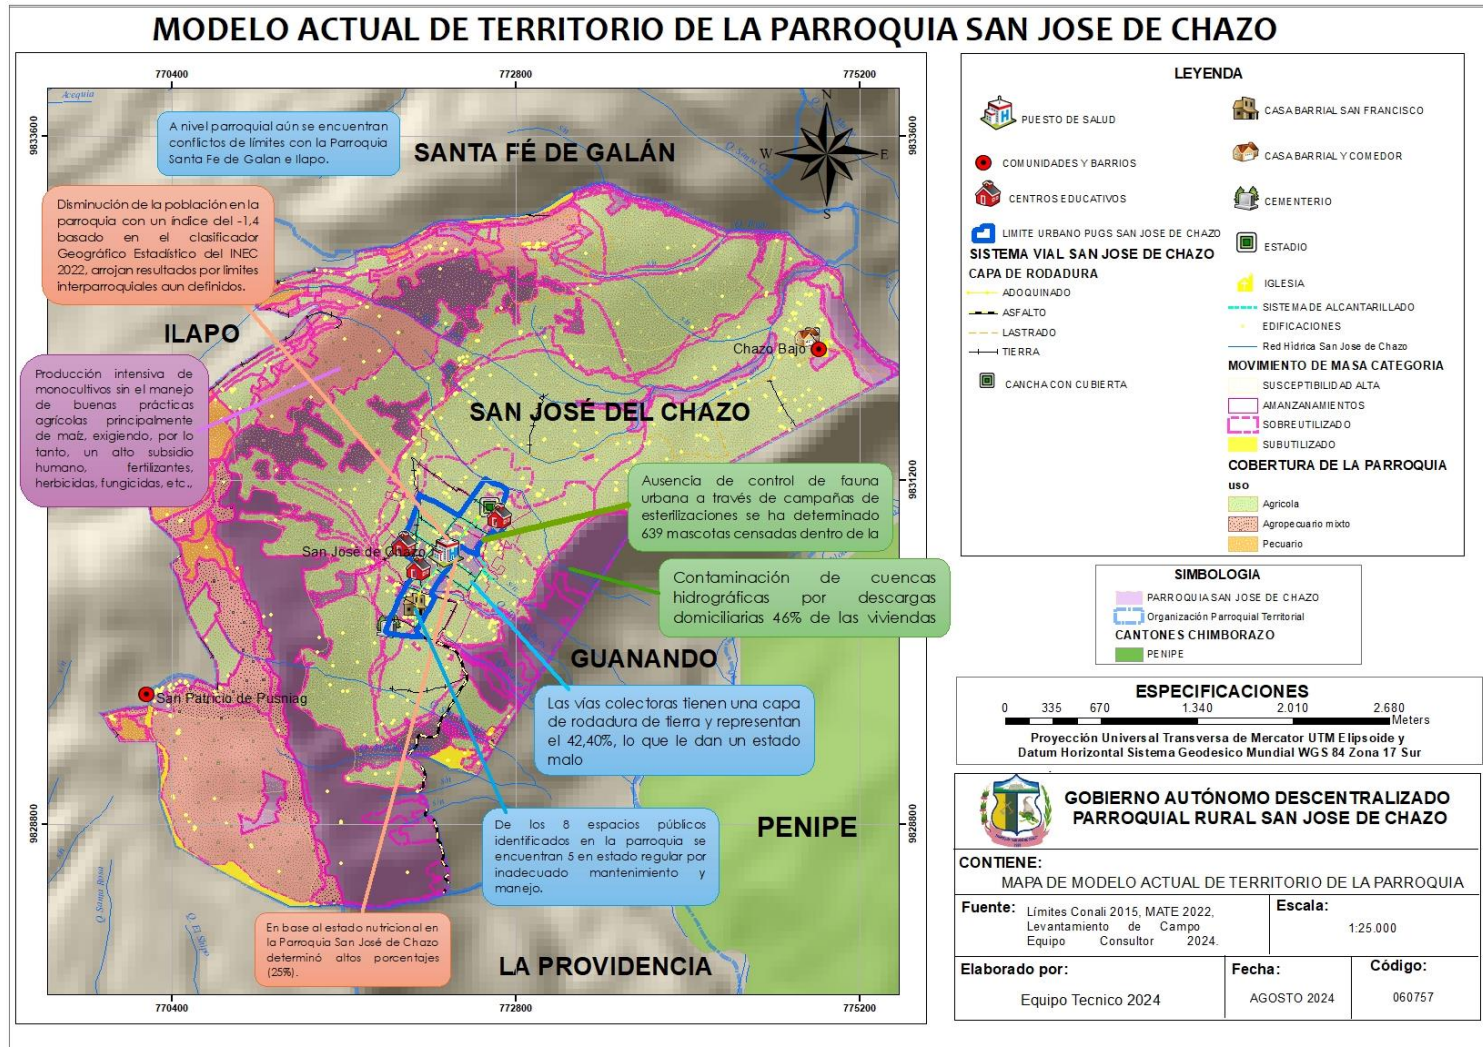 MODELO ACTUAL DE TERRITORIO DE LA PARROQUIA SAN JOSE DE CHAZO
770400
772800
775200
9833600
9831200
9828800
9833600
9831200
9828800
770400
772800
775200
Acequia
A nivel parroquial aún se encuentran
conflictos de límites con la Parroquia
Santa Fe de Galan e Ilapo.
SANTA FÉ DE GALÁN
N
W
E
S
Disminución de la población en la
parroquia con un índice del -1,4
basado en el clasificador
Geográfico Estadístico del INEC
2022, arrojan resultados por límites
interparroquiales aun definidos.
ILAPO
Chazo Bajo
Producción intensiva de
monocultivos sin el manejo
de buenas prácticas
agrícolas principalmente
de maíz, exigiendo, por lo
tanto, un alto subsidio
humano, fertilizantes,
herbicidas, fungicidas, etc.,
SAN JOSÉ DEL CHAZO
Ausencia de control de fauna
urbana a través de campañas de
esterilizaciones se ha determinado
639 mascotas censadas dentro de la
San José de Chazo
Contaminación de cuencas
hidrográficas por descargas
domiciliarias 46% de las viviendas
GUANANDO
San Patricio de Pusniag
Las vías colectoras tienen una capa
de rodadura de tierra y representan
el 42,40%, lo que le dan un estado
malo
De los 8 espacios públicos
identificados en la parroquia se
encuentran 5 en estado regular por
inadecuado mantenimiento y
manejo.
PENIPE
Q. Santa Rosa
En base al estado nutricional en
la Parroquia San José de Chazo
determinó altos porcentajes
(25%).
LA PROVIDENCIA
LEYENDA
PUESTO DE SALUD
COMUNIDADES Y BARRIOS
CENTROS EDUCATIVOS
LIMITE URBANO PUGS SAN JOSE DE CHAZO
SISTEMA VIAL SAN JOSE DE CHAZO
CAPA DE RODADURA
ADOQUINADO
ASFALTO
LASTRADO
TIERRA
CANCHA CON CUBIERTA
CASA BARRIAL SAN FRANCISCO
CASA BARRIAL Y COMEDOR
CEMENTERIO
ESTADIO
IGLESIA
SISTEMA DE ALCANTARILLADO
EDIFICACIONES
Red Hídrica San Jose de Chazo
MOVIMIENTO DE MASA CATEGORIA
SUSCEPTIBILIDAD ALTA
AMANZANAMIENTOS
SOBREUTILIZADO
SUBUTILIZADO
COBERTURA DE LA PARROQUIA
uso
Agrícola
Agropecuario mixto
Pecuario
SIMBOLOGIA
PARROQUIA SAN JOSE DE CHAZO
Organización Parroquial Territorial
CANTONES CHIMBORAZO
PENIPE
ESPECIFICACIONES
0 335 670 1.340 2.010 2.680
Meters
Proyección Universal Transversa de Mercator UTM Elipsoide y
Datum Horizontal Sistema Geodesico Mundial WGS 84 Zona 17 Sur
GOBIERNO AUTÓNOMO DESCENTRALIZADO
PARROQUIAL RURAL SAN JOSE DE CHAZO
CONTIENE:
MAPA DE MODELO ACTUAL DE TERRITORIO DE LA PARROQUIA
Fuente: Límites Conali 2015, MATE 2022,
Levantamiento de Campo
Equipo Consultor 2024.
Escala:
1:25.000
Elaborado por:
Equipo Tecnico 2024
Fecha:
AGOSTO 2024
Código:
060757